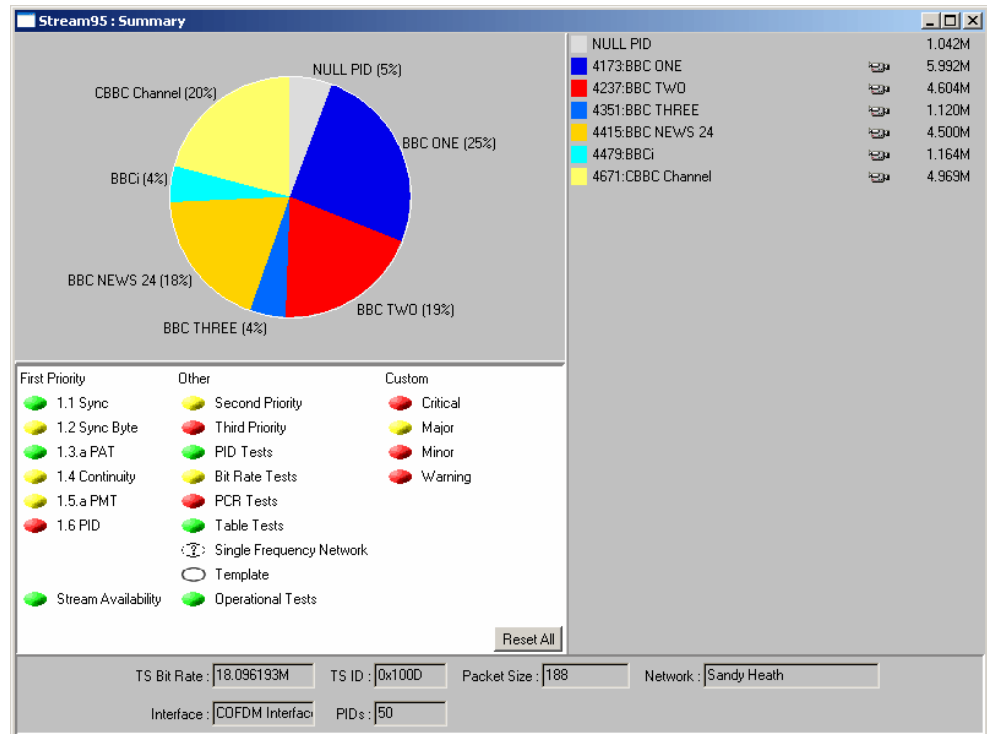 Stream95 : Summary
NULL PID (5%)
CBBC Channel (20%)
BBC ONE (25%)
BBCi (4%)
BBC NEWS 24 (18%)
BBC TWO (19%)
BBC THREE (4%)
NULL PID 1.042M
4173:BBC ONE 5.992M
4237:BBC TWO 4.604M
4351:BBC THREE 1.120M
4415:BBC NEWS 24 4.500M
4479:BBCi 1.164M
4671:CBBC Channel 4.969M
First Priority Other Custom
1.1 Sync Second Priority Critical
1.2 Sync Byte Third Priority Major
1.3.a PAT PID Tests Minor
1.4 Continuity Bit Rate Tests Warning
1.5.a PMT PCR Tests
1.6 PID Table Tests
Single Frequency Network
Template
Stream Availability Operational Tests
Reset All
TS Bit Rate : 18.096193M TS ID : 0x100D Packet Size : 188 Network : Sandy Heath
Interface : COFDM Interfac PIDs : 50